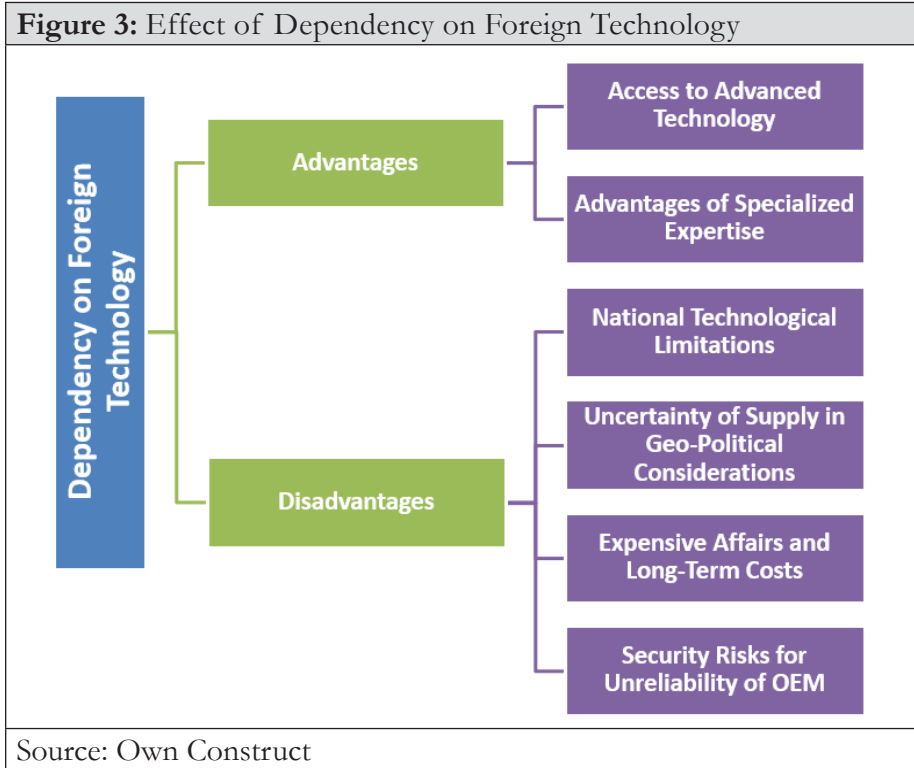 Figure 3: Effect of Dependency on Foreign Technology
Dependency on Foreign
Technology
Advantages
Access to Advanced
Technology
Advantages of Specialized
Expertise
Disadvantages
National Technological
Limitations
Uncertainty of Supply in
Geo-Political
Considerations
Expensive Affairs and
Long-Term Costs
Security Risks for
Unreliability of OEM
Source: Own Construct